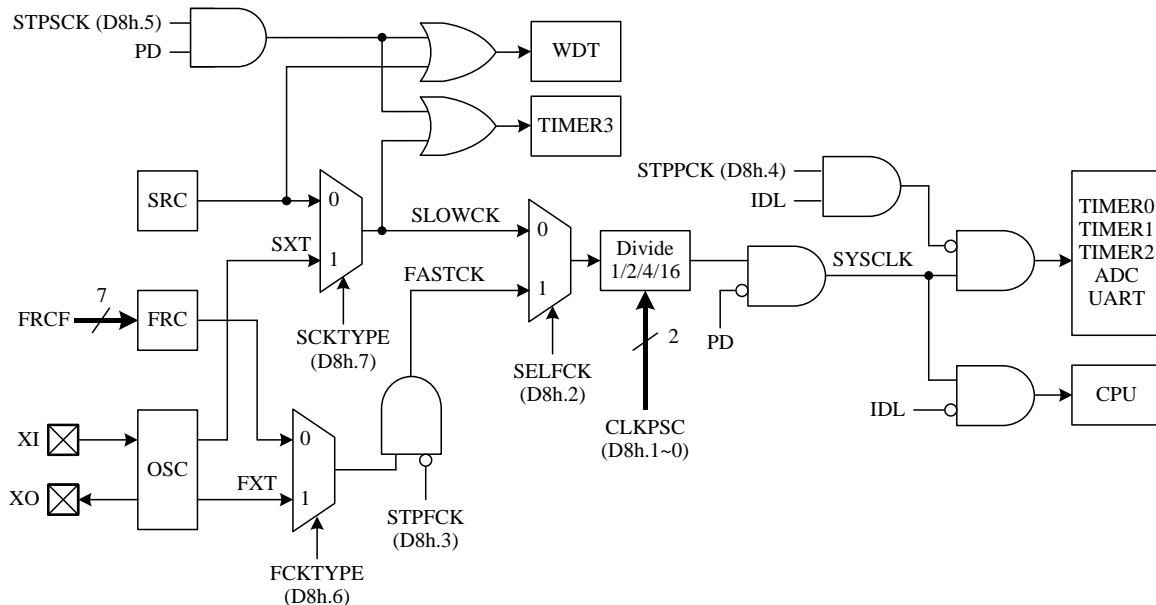 STPSCK (D8h.5)
PD
WDT
TIMER3
SRC
0
1
SXT
SLOWCK
FASTCK
SCKTYPE
(D8h.7)
7
FRCF
FRC
0
1
SELFCK
(D8h.2)
Divide
1/2/4/16
2
CLKPSC
(D8h.1~0)
PD
SYSCLK
STPPCK (D8h.4)
IDL
TIMER0
TIMER1
TIMER2
ADC
UART
IDL
CPU
XI
XO
OSC
FXT
0
1
FCKTYPE
(D8h.6)
STPFCK
(D8h.3)